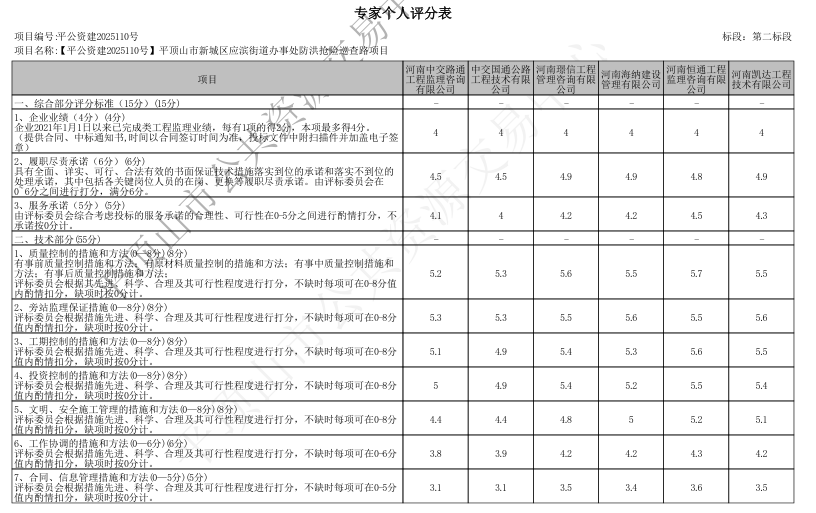 专家个人评分表
项目编号:平公资建2025110号
标段：第二标段
项目名称:【平公资建2025110号】平顶山市新城区应滨街道办事处防洪抢险巡查路项目
项目
河南中交路通工程监理咨询有限公司
中交国通公路工程技术有限公司
河南璟信工程管理咨询有限公司
河南海纳建设管理有限公司
河南恒通工程监理咨询有限公司
河南凯达工程技术有限公司
一、综合部分评分标准（15分）(15分) – – – – – –
1、企业业绩（4分）(4分)
企业2021年1月1日以来已完成类工程监理业绩，每有1项的得2分，本项最多得4分。
（提供合同、中标通知书,时间以合同签订时间为准、投标文件中附扫描件并加盖电子签
章）
4 4 4 4 4 4
2、履职尽责承诺（6分）(6分)
具有全面、详实、可行、合法有效的书面保证技术措施落实到位的承诺和落实不到位的
处理承诺，其中包括各关键岗位人员的在岗、更换等履职尽责承诺。由评标委员会在
0~6分之间进行打分，满分6分。
4.5 4.5 4.9 4.9 4.8 4.9
3、服务承诺（5分）(5分)
由评标委员会综合考虑投标的服务承诺的合理性、可行性在0-5分之间进行酌情打分，不
承诺按0分计。
4.1 4 4.2 4.2 4.5 4.3
二、技术部分(55分) – – – – – –
1、质量控制的措施和方法(0—8分)(8分)
有事前质量控制措施和方法；有原材料质量控制的措施和方法；有事中质量控制措施和
方法；有事后质量控制措施和方法；
评标委员会根据其先进、科学、合理及其可行性程度进行打分，不缺时每项可在0-8分值
内酌情扣分，缺项时按0分计。
5.2 5.3 5.6 5.5 5.7 5.5
2、旁站监理保证措施(0—8分)(8分)
评标委员会根据措施先进、科学、合理及其可行性程度进行打分，不缺时每项可在0-8分
值内酌情扣分，缺项时按0分计。
5.3 5.3 5.5 5.6 5.5 5.6
3、工期控制的措施和方法(0—8分)(8分)
评标委员会根据措施先进、科学、合理及其可行性程度进行打分，不缺时每项可在0-8分
值内酌情扣分，缺项时按0分计。
5.1 4.9 5.4 5.3 5.6 5.5
4、投资控制的措施和方法(0—8分)(8分)
评标委员会根据措施先进、科学、合理及其可行性程度进行打分，不缺时每项可在0-8分
值内酌情扣分，缺项时按0分计。
5 4.9 5.4 5.2 5.5 5.4
5、文明、安全施工管理的措施和方法(0—8分)(8分)
评标委员会根据措施先进、科学、合理及其可行性程度进行打分，不缺时每项可在0-8分
值内酌情扣分，缺项时按0分计。
4.4 4.4 4.8 5 5.2 5.1
6、工作协调的措施和方法(0—6分)(6分)
评标委员会根据措施先进、科学、合理及其可行性程度进行打分，不缺时每项可在0-6分
值内酌情扣分，缺项时按0分计。
3.8 3.9 4.2 4.2 4.3 4.2
7、合同、信息管理措施和方法(0—5分)(5分)
评标委员会根据措施先进、科学、合理及其可行性程度进行打分，不缺时每项可在0-5分
值内酌情扣分，缺项时按0分计。
3.1 3.1 3.5 3.4 3.6 3.5
平顶山市公共资源交易中心
平顶山市公共资源交易中心